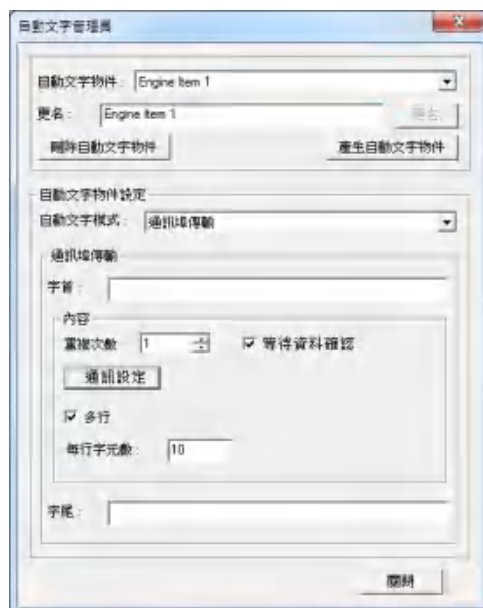 自動文字管理員
自動文字物件： Engine Item 1
更名： Engine Item 1 更名
刪除自動文字物件 產生自動文字物件
自動文字物件設定
自動文字模式： 通訊埠傳輸
通訊埠傳輸
字首：
內容
重複次數 1 等待資料確認
通訊設定
多行
每行字元數： 10
字尾：
關閉